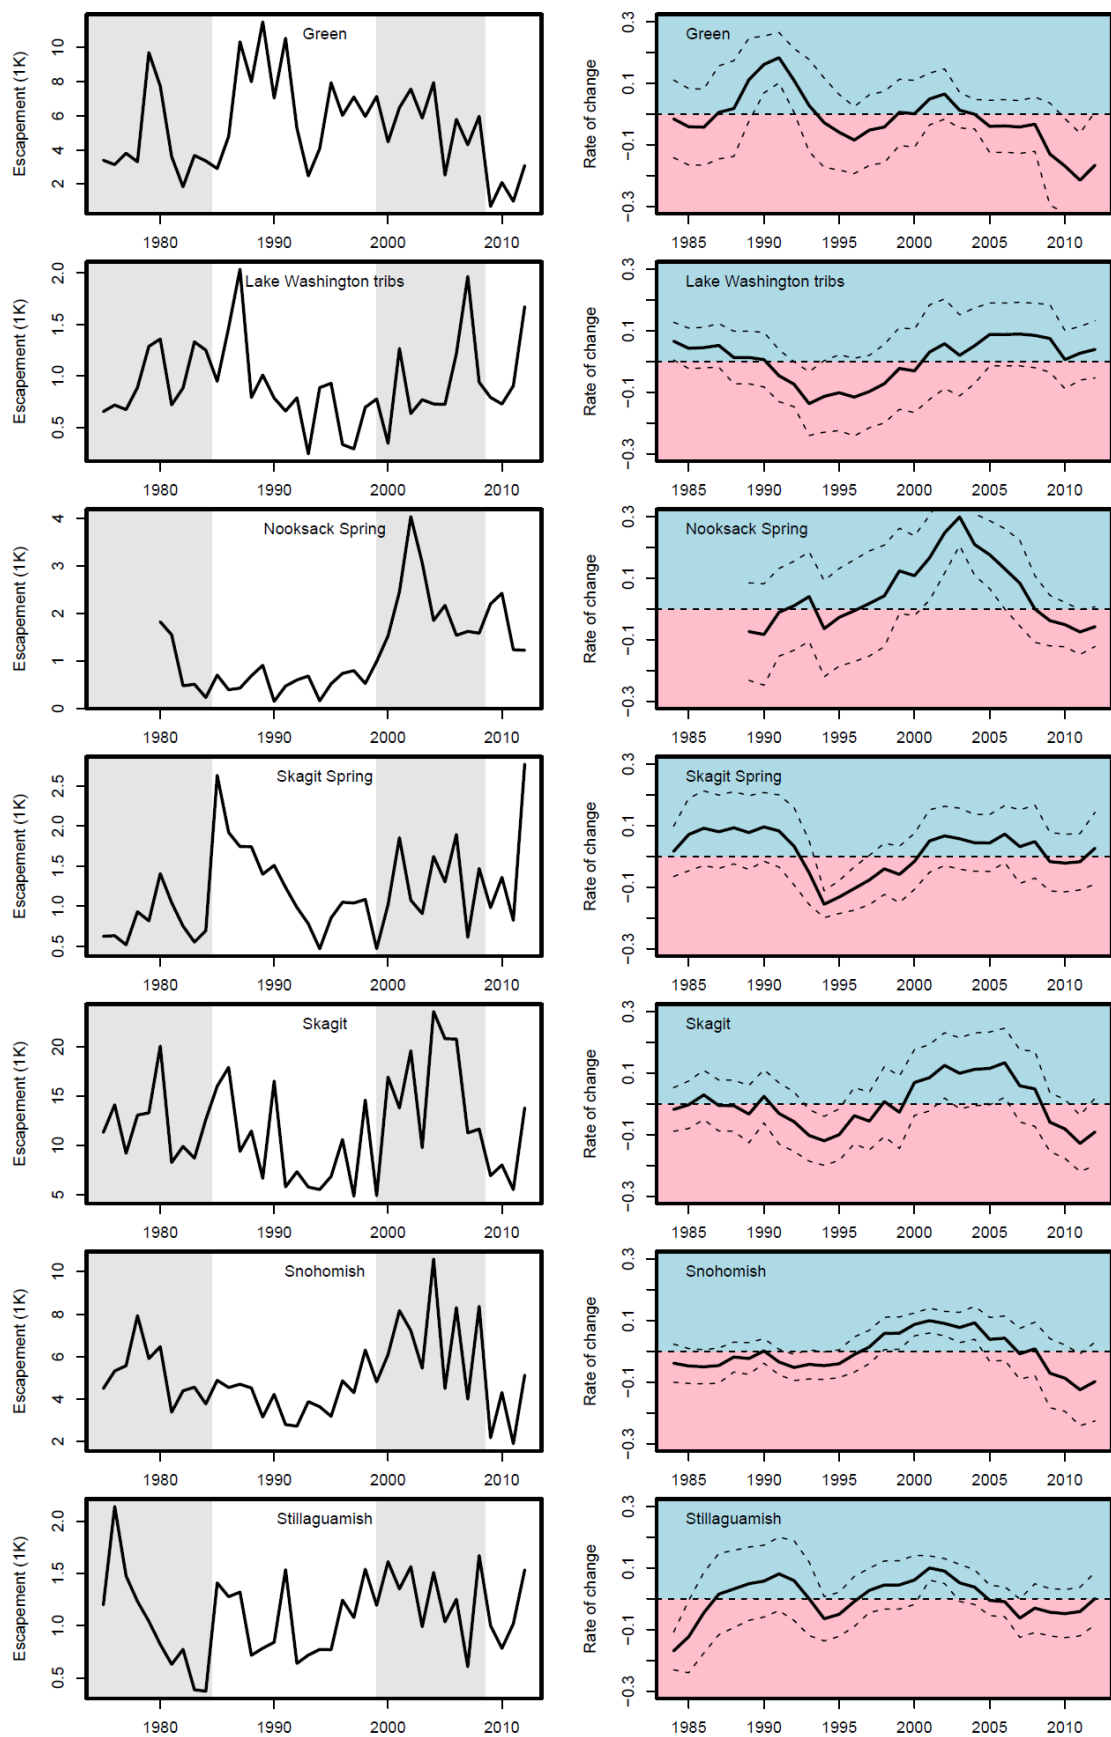 Green
Escapement (1K)
2 4 6 8 10
1980 1990 2000 2010
Green
Rate of change
−0.3 −0.1 0.1 0.3
1985 1990 1995 2000 2005 2010
Lake Washington tribs
Escapement (1K)
0.5 1.0 1.5 2.0
1980 1990 2000 2010
Lake Washington tribs
Rate of change
−0.3 −0.1 0.1 0.3
1985 1990 1995 2000 2005 2010
Nooksack Spring
Escapement (1K)
0 1 2 3 4
1980 1990 2000 2010
Nooksack Spring
Rate of change
−0.3 −0.1 0.1 0.3
1985 1990 1995 2000 2005 2010
Skagit Spring
Escapement (1K)
0.5 1.0 1.5 2.0 2.5
1980 1990 2000 2010
Skagit Spring
Rate of change
−0.3 −0.1 0.1 0.3
1985 1990 1995 2000 2005 2010
Skagit
Escapement (1K)
5 10 15 20
1980 1990 2000 2010
Skagit
Rate of change
−0.3 −0.1 0.1 0.3
1985 1990 1995 2000 2005 2010
Snohomish
Escapement (1K)
2 4 6 8 10
1980 1990 2000 2010
Snohomish
Rate of change
−0.3 −0.1 0.1 0.3
1985 1990 1995 2000 2005 2010
Stillaguamish
Escapement (1K)
0.5 1.0 1.5 2.0
1980 1990 2000 2010
Stillaguamish
Rate of change
−0.3 −0.1 0.1 0.3
1985 1990 1995 2000 2005 2010